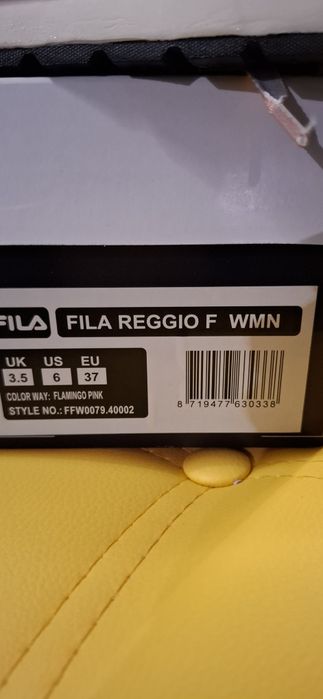 FILA FILA REGGIO F WMN
UK US EU
3.5 6 37
COLOR WAY: FLAMINGO PINK
STYLE NO.: FFW0079.40002
8 719477 630338